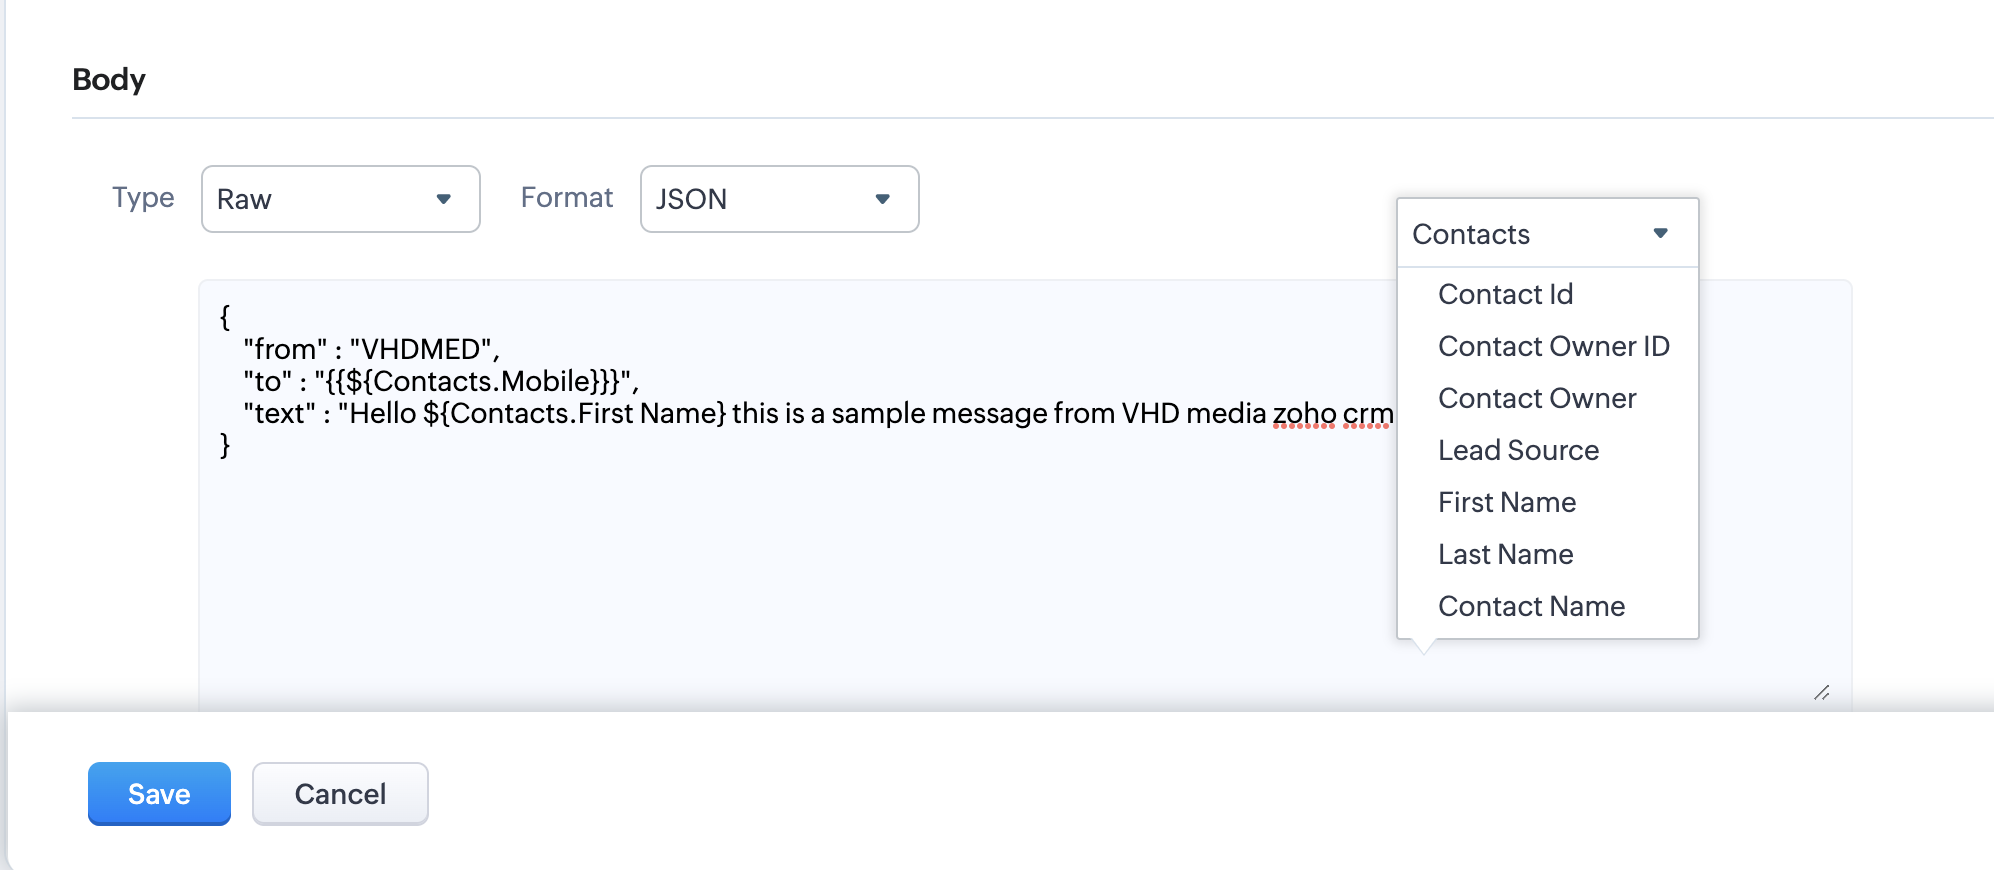 Body
Type Raw Format JSON
{
"from" : "VHDMED",
"to" : "{{${Contacts.Mobile}}}",
"text" : "Hello ${Contacts.First Name} this is a sample message from VHD media zoho crm
}
Contacts
Contact Id
Contact Owner ID
Contact Owner
Lead Source
First Name
Last Name
Contact Name
Save Cancel